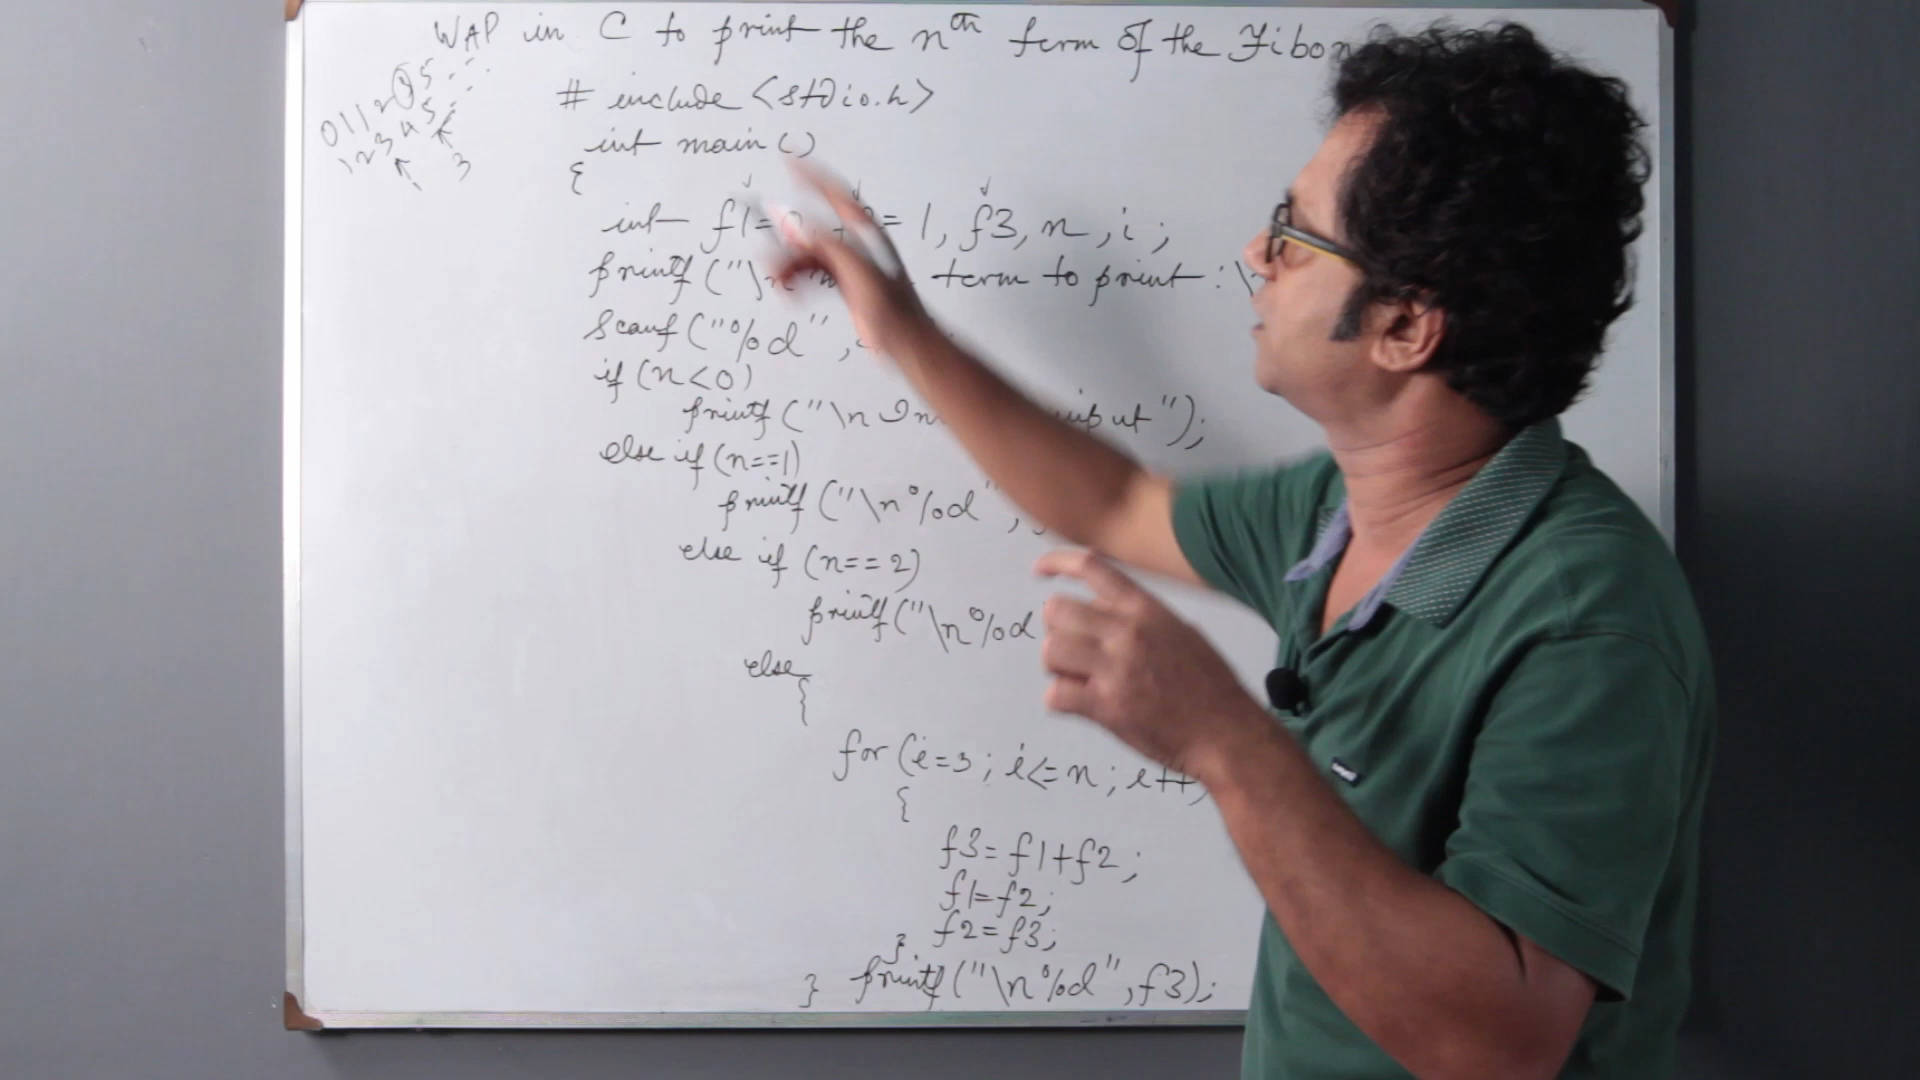 WAP in C to print the nth term of the Fibon
0 1 1 2 3 5 . . .
1 2 3 4 5
3
# include <stdio.h>
int main ()
{
int f1= = 1, f3, n, i ;
printf ("\n term to print : \
scanf ("%d" ,
if (n<0)
printf ("\n input");
else if (n==1)
printf ("\n%d" ,
else if (n==2)
printf ("\n%d
else
{
for (i=3 ; i<=n ; i++)
{
f3= f1+f2 ;
f1=f2;
f2= f3;
}
} printf ("\n%d" , f3);